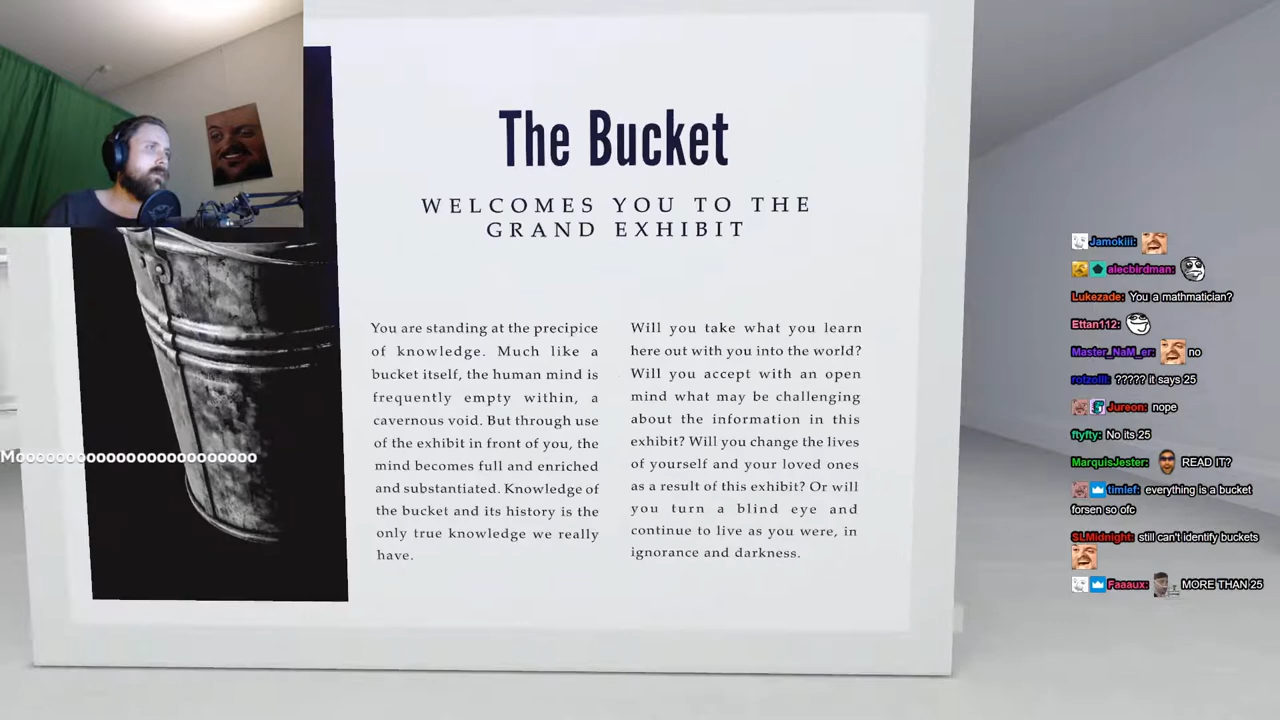 The Bucket
WELCOMES YOU TO THE
GRAND EXHIBIT
You are standing at the precipice
of knowledge. Much like a
bucket itself, the human mind is
frequently empty within, a
cavernous void. But through use
of the exhibit in front of you, the
mind becomes full and enriched
and substantiated. Knowledge of
the bucket and its history is the
only true knowledge we really
have.
Will you take what you learn
here out with you into the world?
Will you accept with an open
mind what may be challenging
about the information in this
exhibit? Will you change the lives
of yourself and your loved ones
as a result of this exhibit? Or will
you turn a blind eye and
continue to live as you were, in
ignorance and darkness.
Mooooooooooooooooooooooo
Jamokiii:
alecbirdman:
Lukezade: You a mathmatician?
Ettan112:
Master_NaM_er: no
rotzolll: ????? it says 25
Jureon: nope
ftyfty: No its 25
MarquisJester: READ IT?
timlef: everything is a bucket
forsen so ofc
SLMidnight: still can't identify buckets
Faaaux: MORE THAN 25